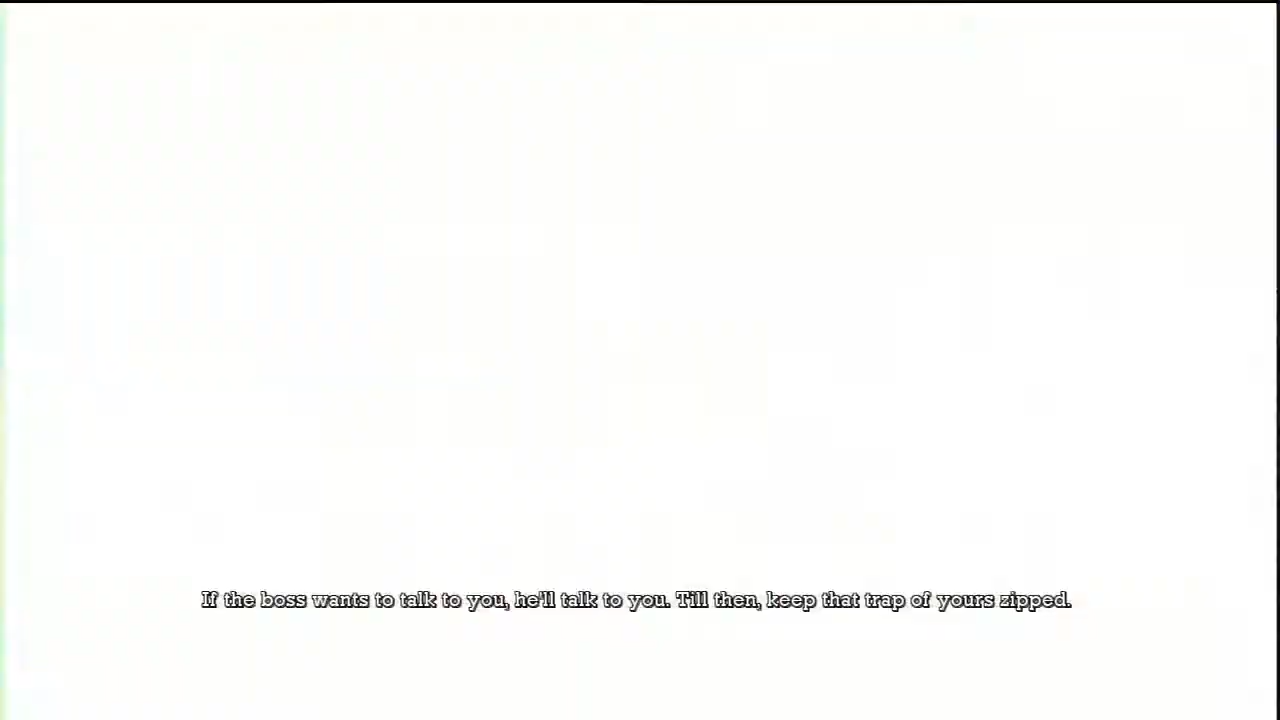 If the boss wants to talk to you, he'll talk to you. Till then, keep that trap of yours zipped.